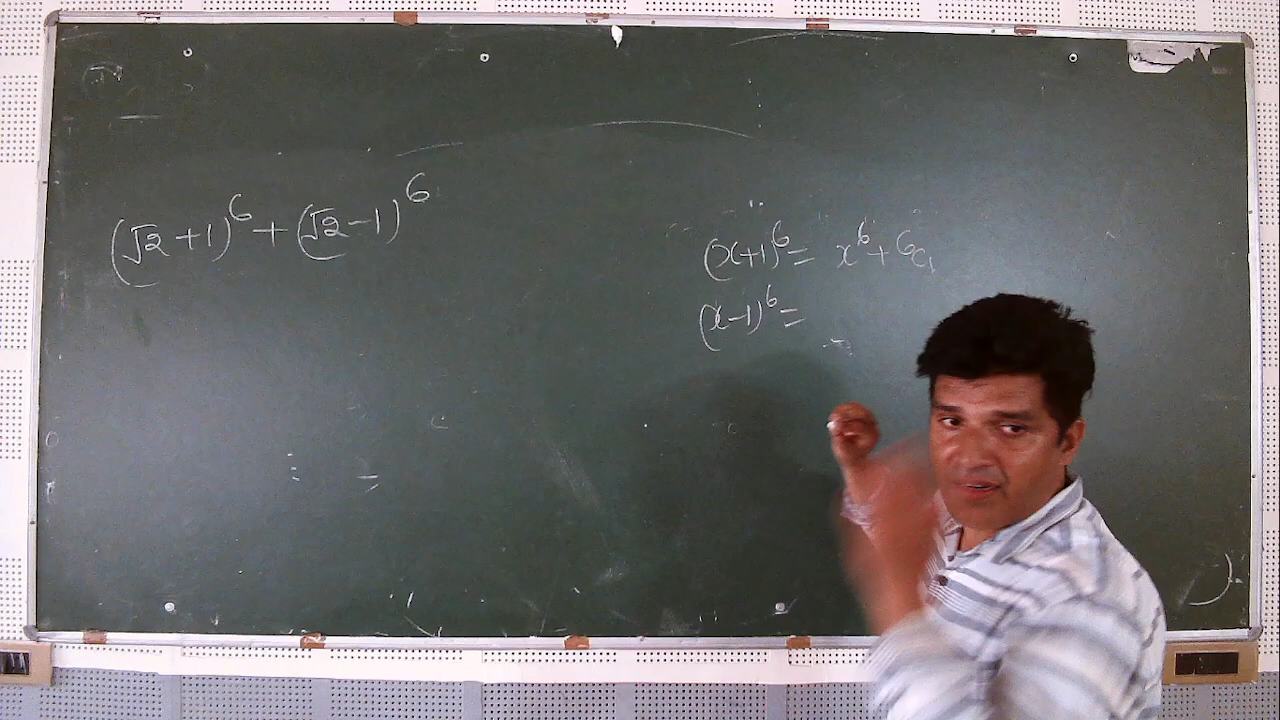 (√2 + 1)^6 + (√2 - 1)^6
(x+1)^6 = x^6 + 6c₁
(x-1)^6 =